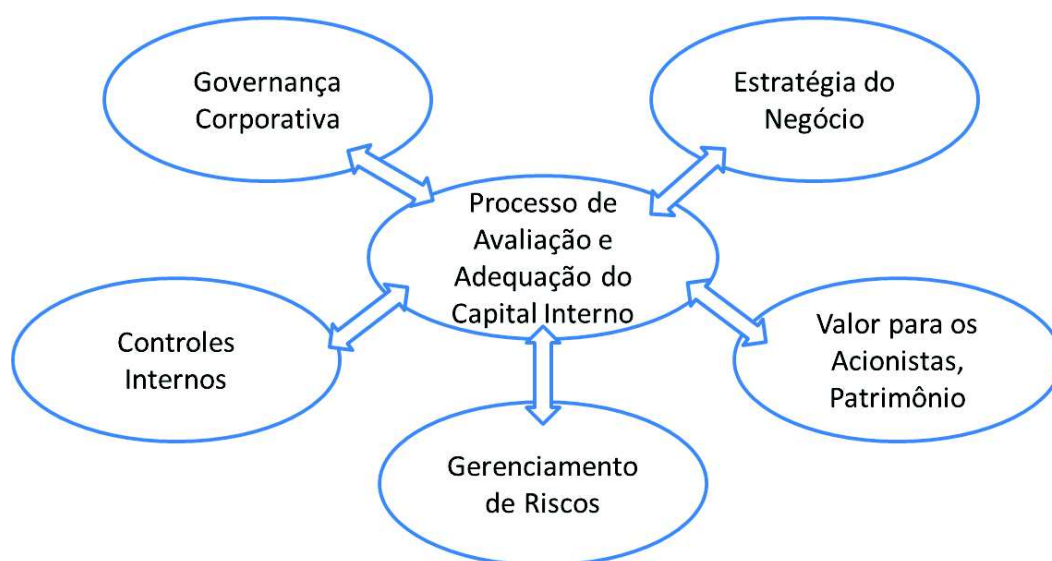 Governança
Corporativa
Estratégia do
Negócio
Processo de
Avaliação e
Adequação do
Capital Interno
Controles
Internos
Valor para os
Acionistas,
Patrimônio
Gerenciamento
de Riscos